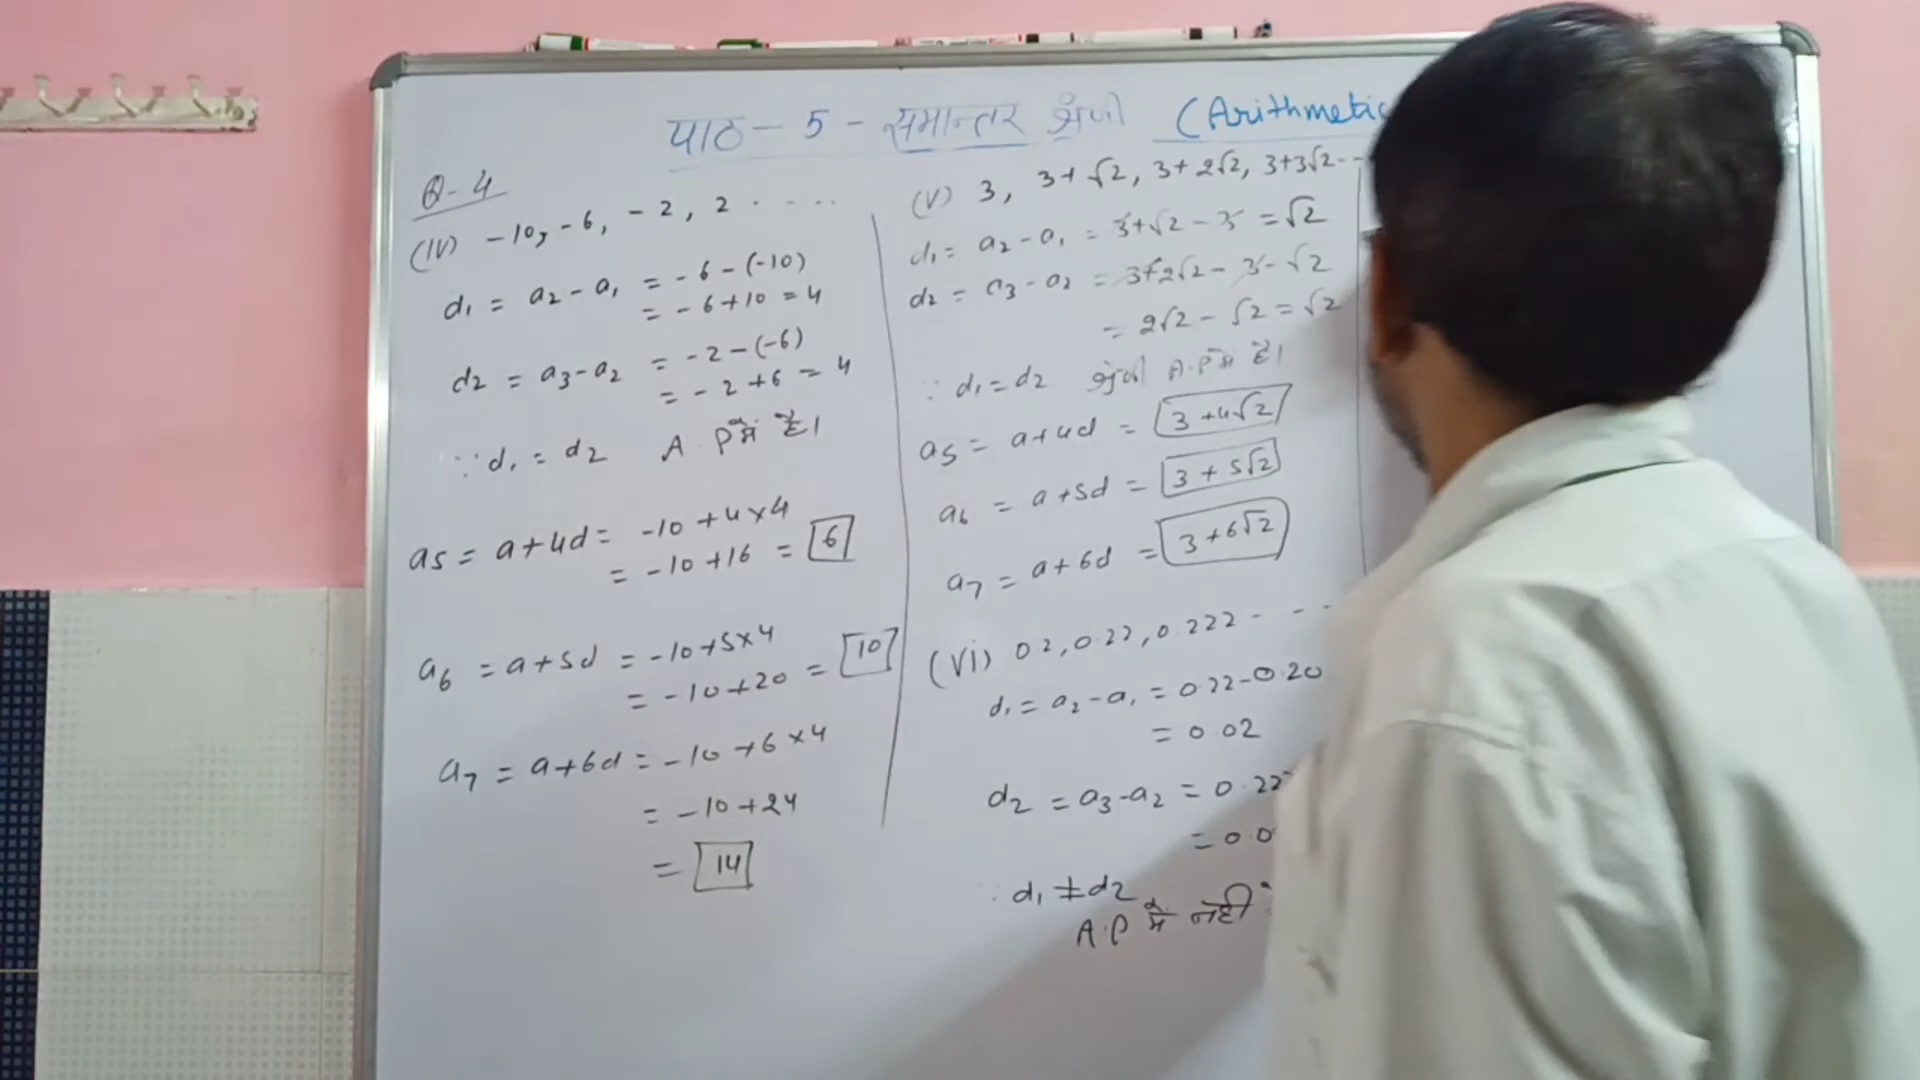 पाठ - 5 - समान्तर श्रेणी (Arithmetic
Q-4
(IV) -10, -6, -2, 2 . . . .
d₁ = a₂ - a₁ = -6-(-10)
= -6+10 = 4
d₂ = a₃-a₂ = -2-(-6)
= -2+6 = 4
∵ d₁ = d₂ A.P में है।
a5 = a+4d = -10+4×4
= -10+16 = 6
a₆ = a+5d = -10+5×4
= -10+20 = 10
a₇ = a+6d = -10+6×4
= -10+24
= 14
(V) 3, 3+√2, 3+2√2, 3+3√2--
d₁ = a₂-a₁ = 3+√2-3 = √2
d₂ = a₃-a₂ = 3+2√2-3-√2
= 2√2-√2 = √2
∵ d₁=d₂ श्रेणी A.P में है।
a5 = a+4d = 3+4√2
a₆ = a+5d = 3+5√2
a₇ = a+6d = 3+6√2
(Vi) 0 2, 0.22, 0.222 - - -
d₁ = a₂-a₁ = 0.22-0.20
= 0.02
d₂ = a₃-a₂ = 0.22
= 0.0
∵ d₁ ≠ d₂
A.P में नही